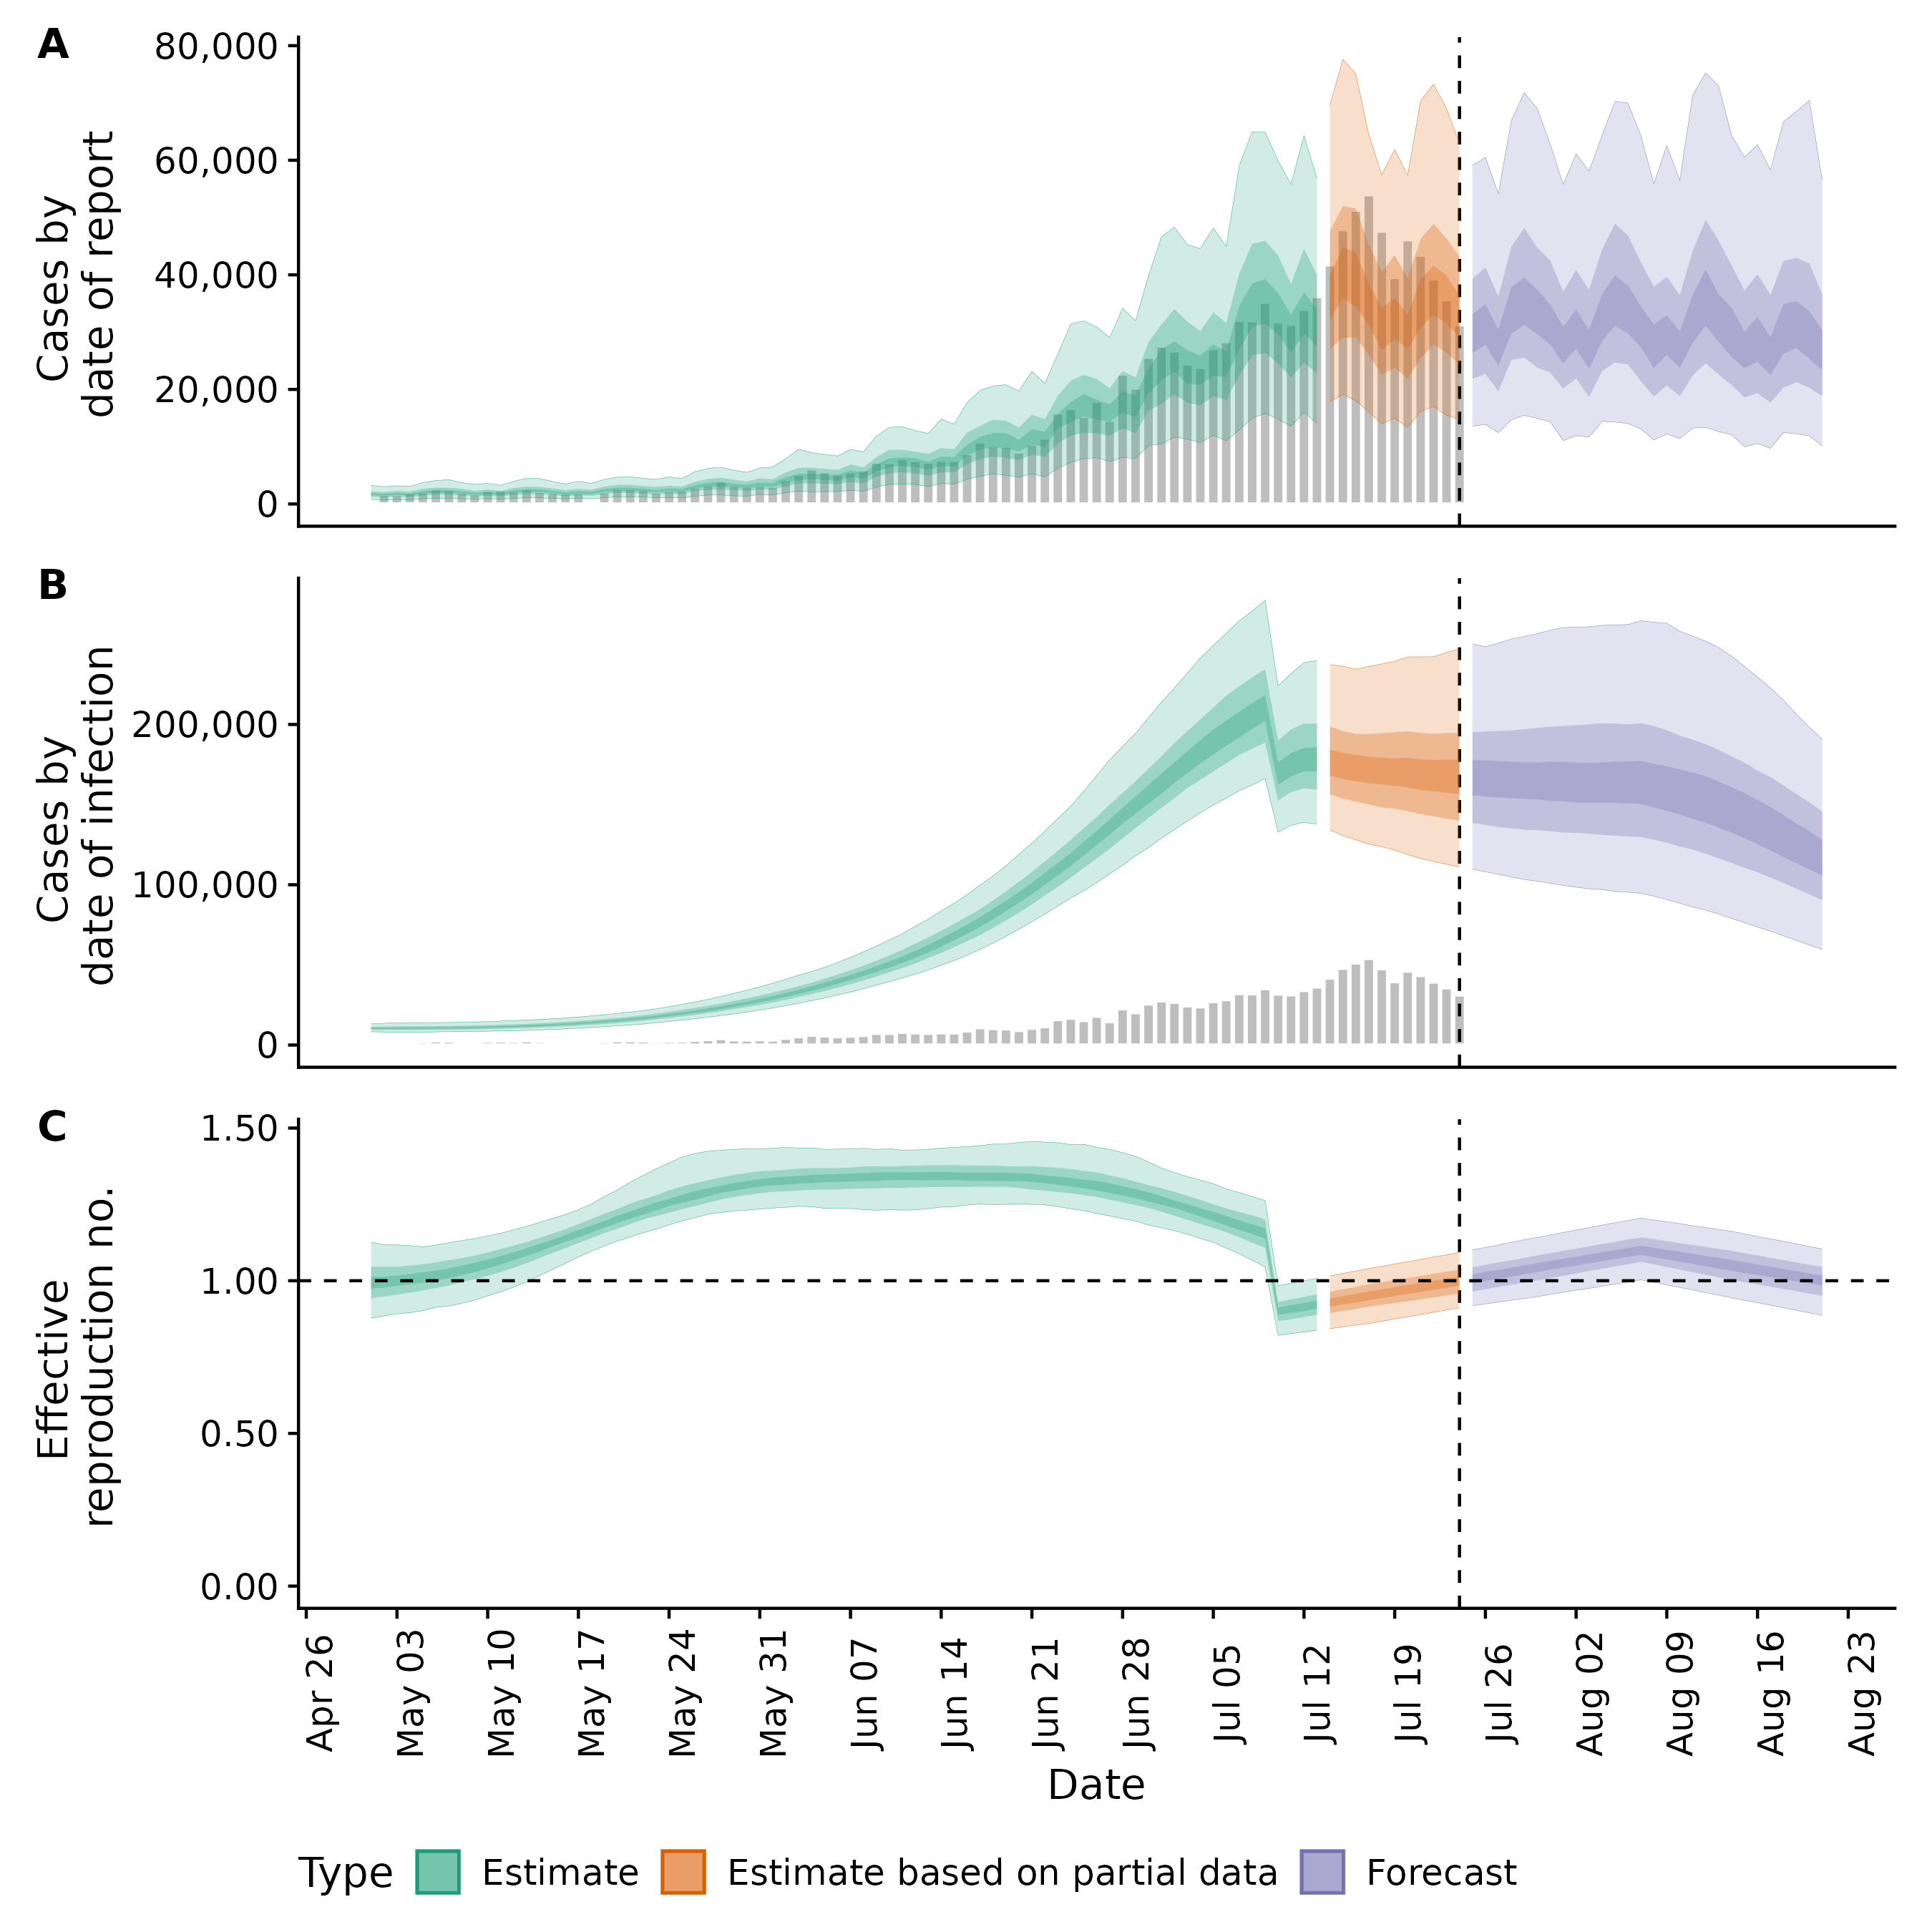 A
80,000
60,000
40,000
20,000
0
Cases by
date of report
B
200,000
100,000
0
Cases by
date of infection
C
1.50
1.00
0.50
0.00
Effective
reproduction no.
Apr 26
May 03
May 10
May 17
May 24
May 31
Jun 07
Jun 14
Jun 21
Jun 28
Jul 05
Jul 12
Jul 19
Jul 26
Aug 02
Aug 09
Aug 16
Aug 23
Date
Type Estimate Estimate based on partial data Forecast